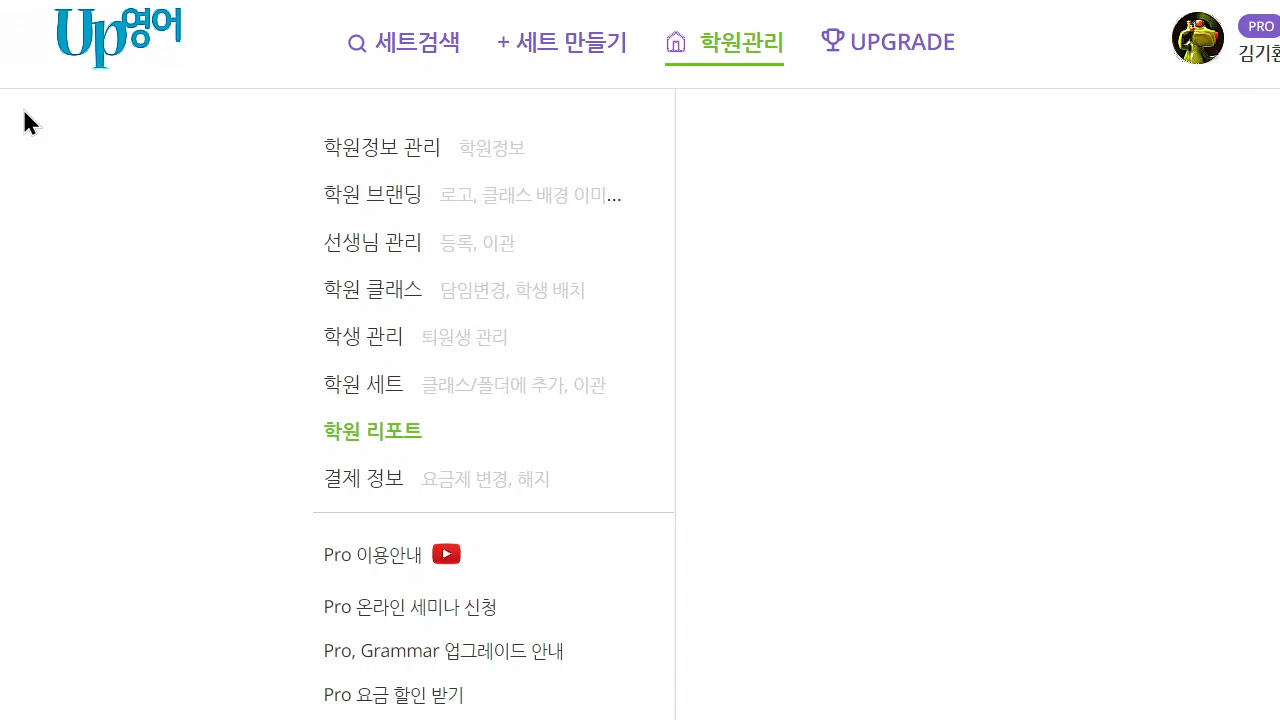 Up영어
세트검색
+ 세트 만들기
학원관리
UPGRADE
PRO
학원정보 관리 학원정보
학원 브랜딩 로고, 클래스 배경 이미...
선생님 관리 등록, 이관
학원 클래스 담임변경, 학생 배치
학생 관리 퇴원생 관리
학원 세트 클래스/폴더에 추가, 이관
학원 리포트
결제 정보 요금제 변경, 해지
Pro 이용안내
Pro 온라인 세미나 신청
Pro, Grammar 업그레이드 안내
Pro 요금 할인 받기